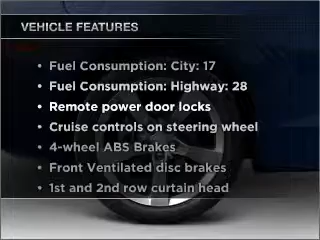 VEHICLE FEATURES
• Fuel Consumption: City: 17
• Fuel Consumption: Highway: 28
• Remote power door locks
• Cruise controls on steering wheel
• 4-wheel ABS Brakes
• Front Ventilated disc brakes
• 1st and 2nd row curtain head